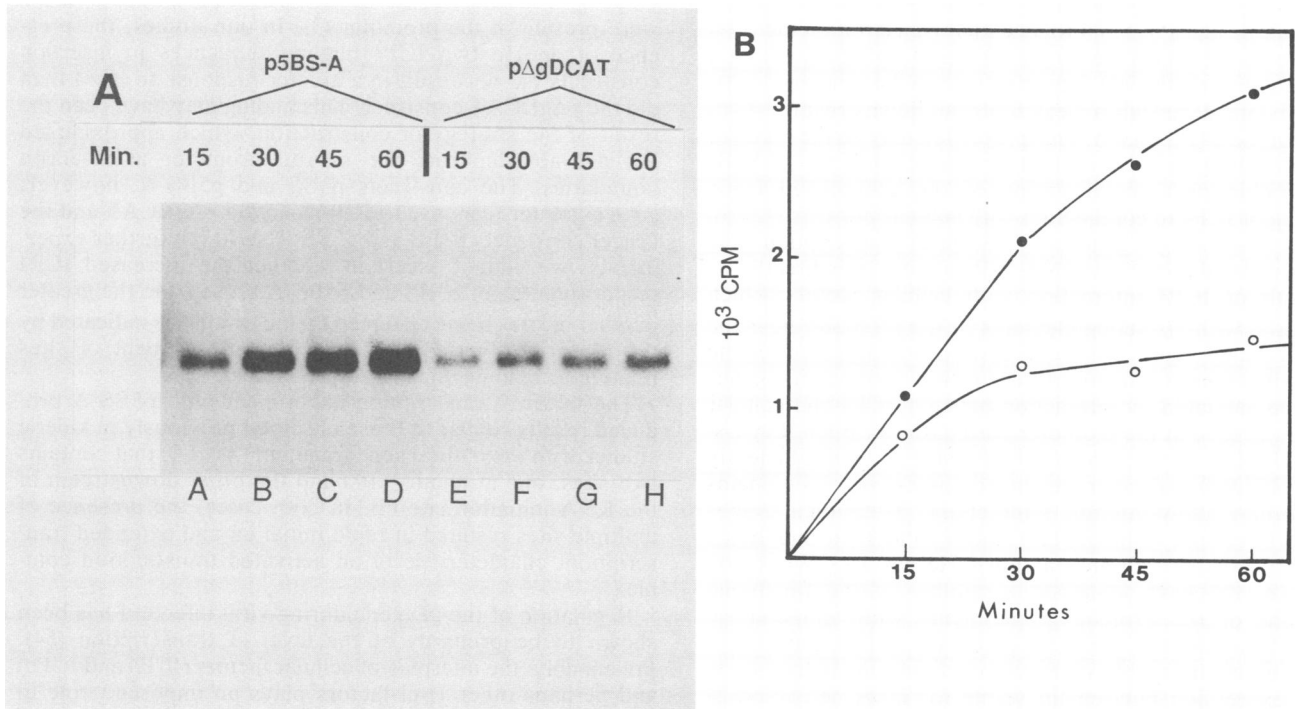 A
p5BS-A
pΔgDCAT
Min. 15 30 45 60 15 30 45 60
A B C D E F G H
B
10³ CPM
3
2
1
15 30 45 60
Minutes